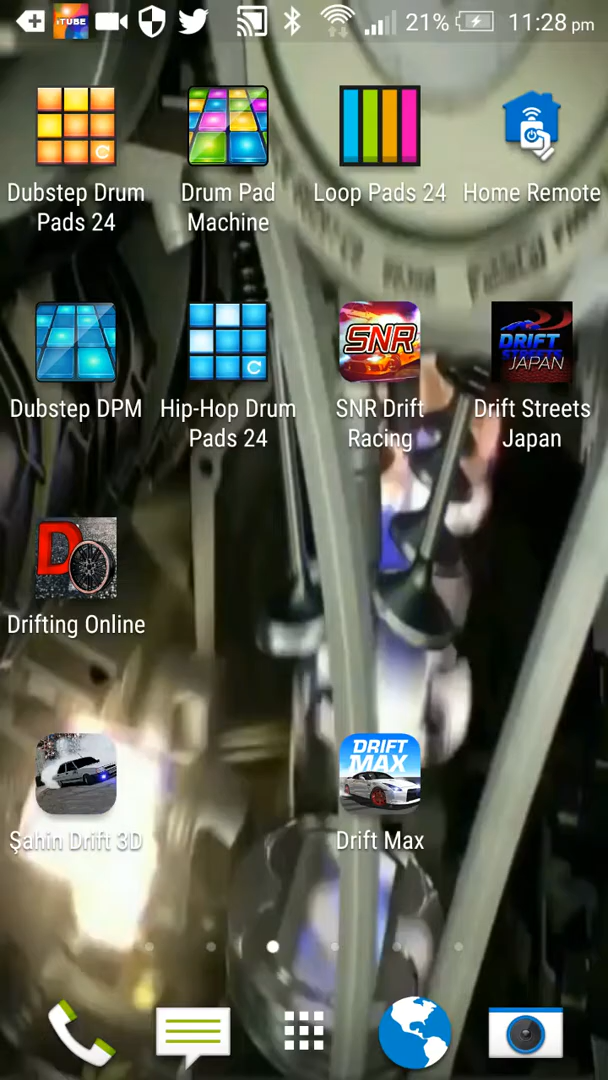 iTUBE
21%
11:28 pm
Dubstep Drum
Pads 24
Drum Pad
Machine
Loop Pads 24
Home Remote
SNR
DRIFT
STREETS
JAPAN
Dubstep DPM
Hip-Hop Drum
Pads 24
SNR Drift
Racing
Drift Streets
Japan
D
Drifting Online
DRIFT
MAX
Şahin Drift 3D
Drift Max